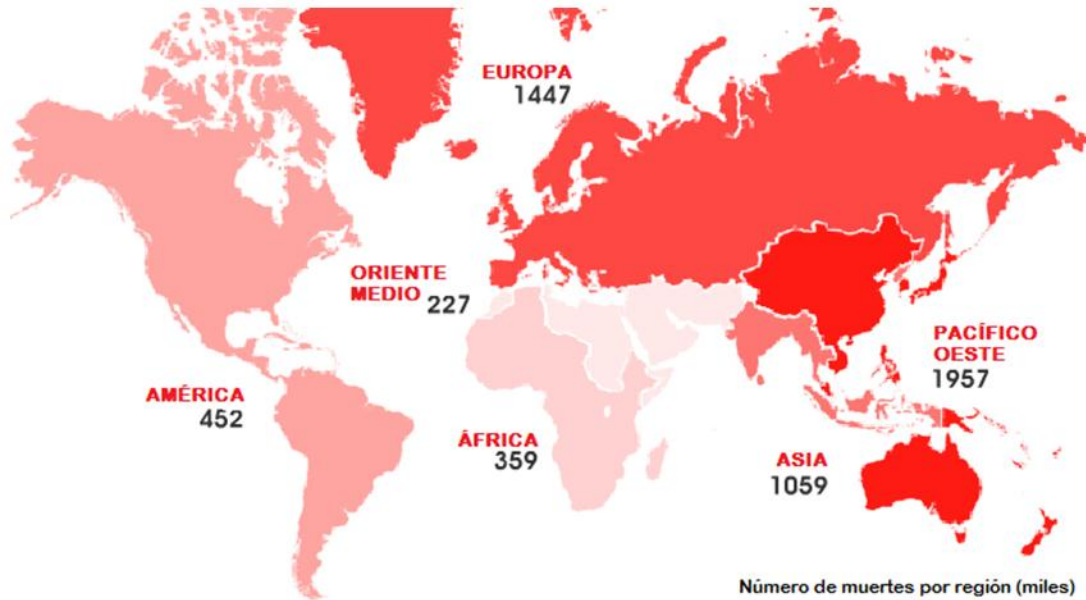 EUROPA
1447
ORIENTE
MEDIO 227
PACÍFICO
OESTE
1957
AMÉRICA
452
ÁFRICA
359
ASIA
1059
Número de muertes por región (miles)